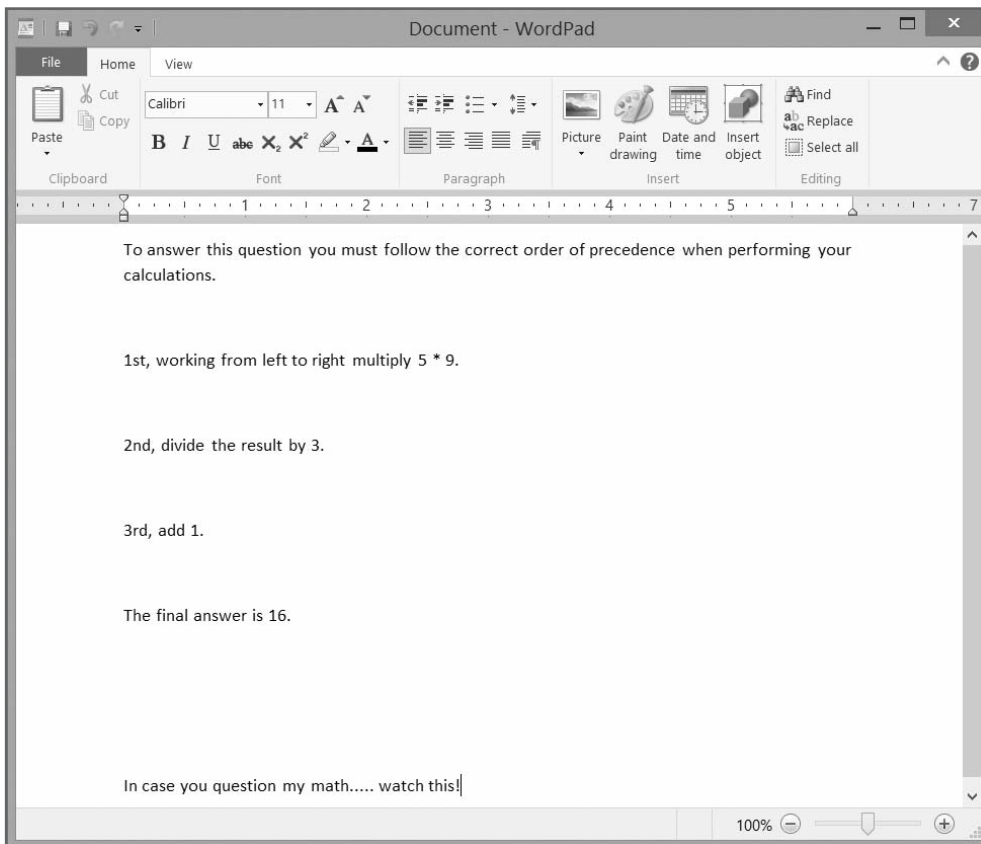 Document - WordPad
File Home View
Cut
Copy
Paste
Clipboard
Calibri 11 A A
B I U abc X₂ X² A
Font
Paragraph
Picture Paint drawing Date and time Insert object
Insert
Find
Replace
Select all
Editing
1 2 3 4 5 7
To answer this question you must follow the correct order of precedence when performing your
calculations.
1st, working from left to right multiply 5 * 9.
2nd, divide the result by 3.
3rd, add 1.
The final answer is 16.
In case you question my math..... watch this!
100%